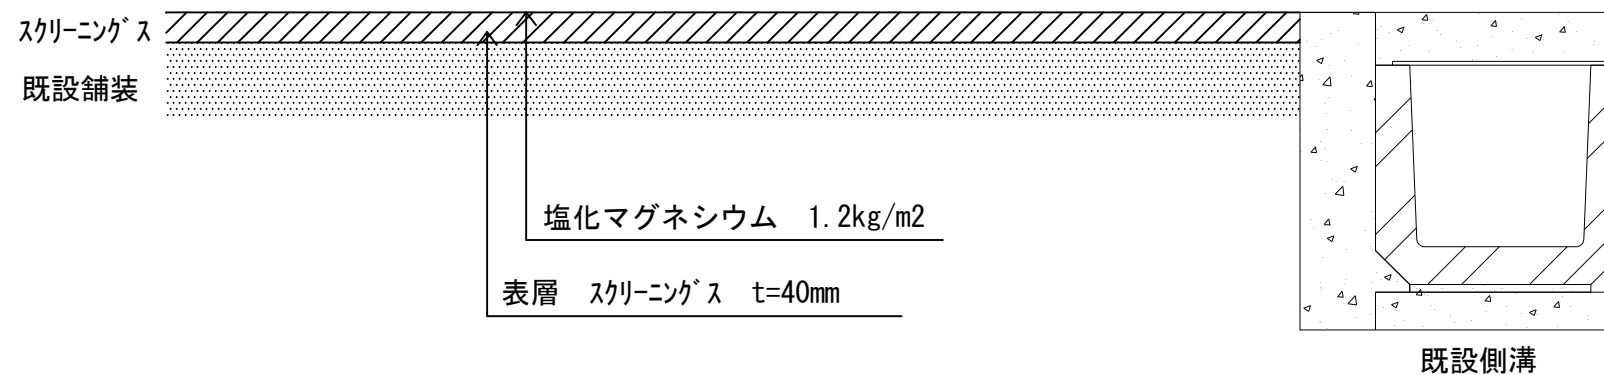 ｽｸﾘｰﾆﾝｸﾞｽ
既設舗装
塩化マグネシウム　1.2kg/m2
表層　ｽｸﾘｰﾆﾝｸﾞｽ　t=40mm
既設側溝